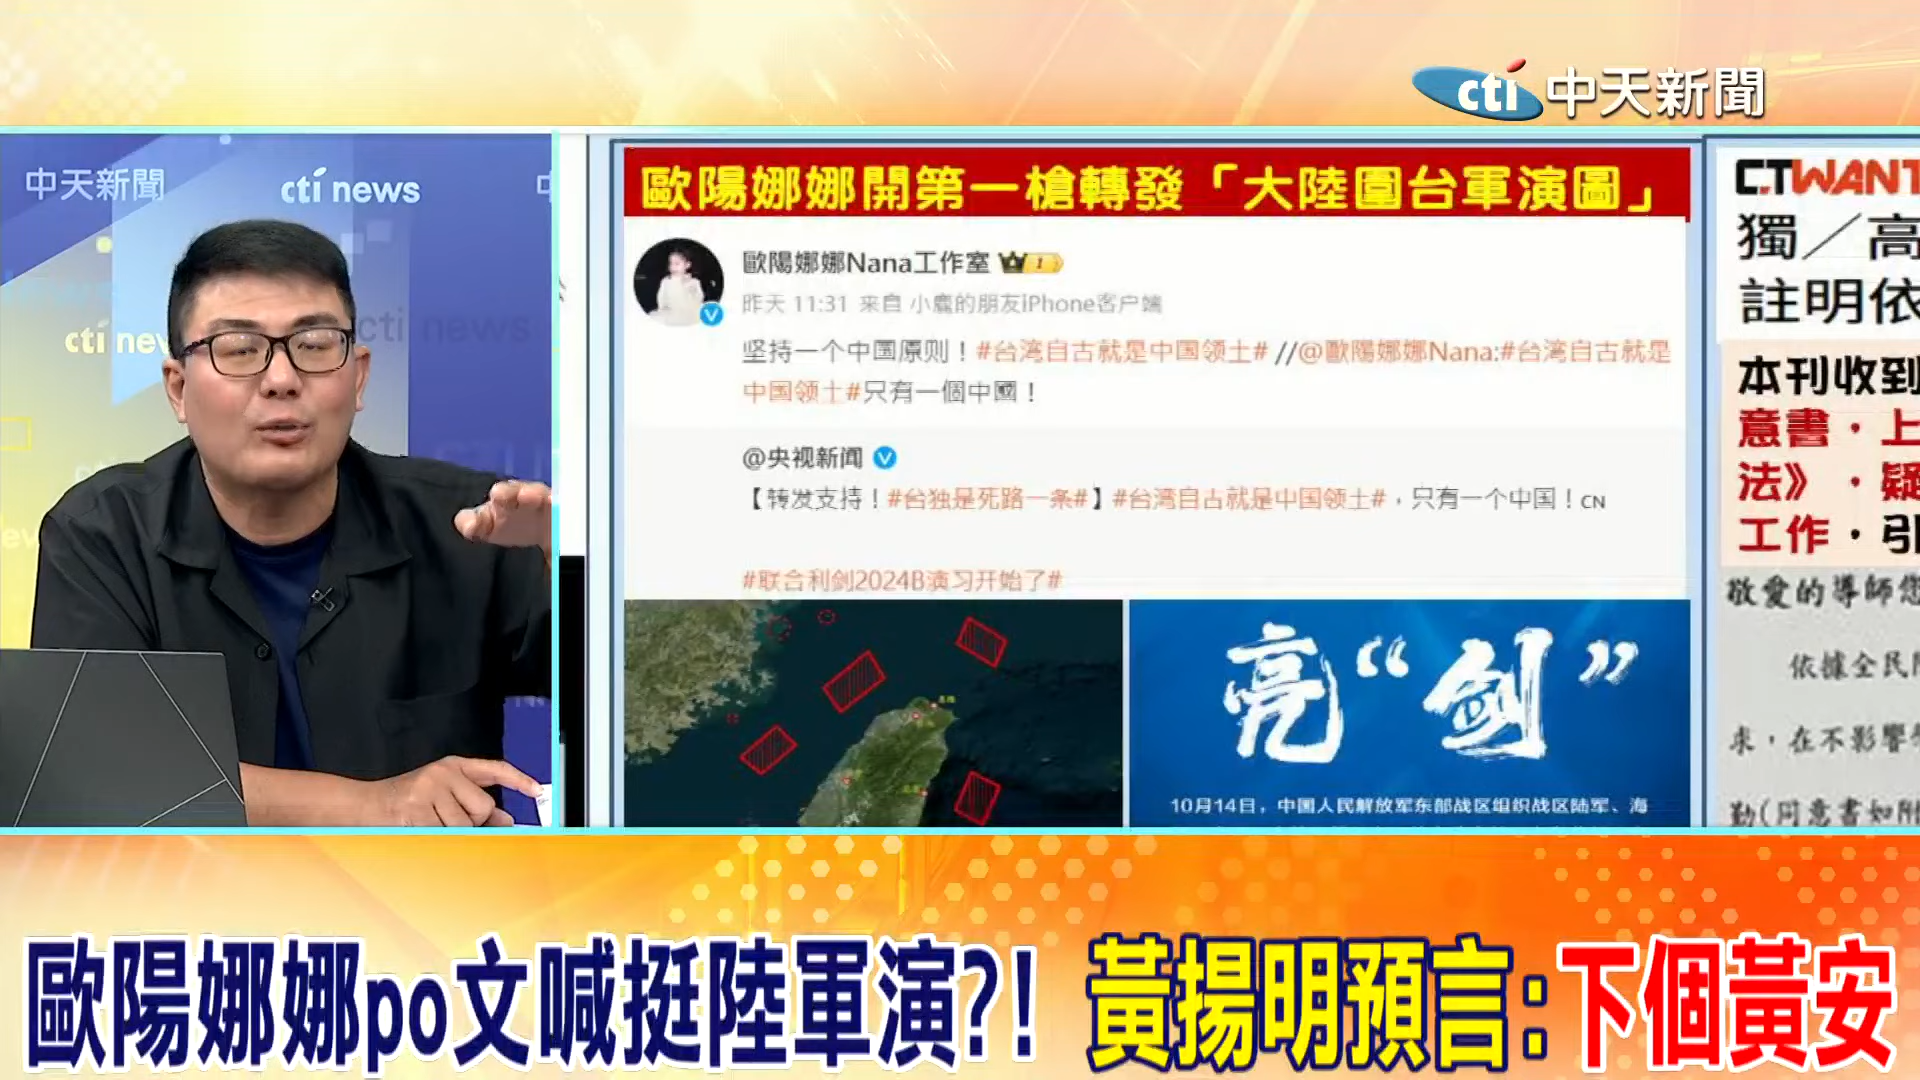 cti 中天新聞
中天新聞
cti news
cti news
cti new
歐陽娜娜開第一槍轉發「大陸圍台軍演圖」
歐陽娜娜Nana工作室
昨天 11:31 来自 小鹿的朋友iPhone客户端
坚持一个中国原则！#台湾自古就是中国领土# //@歐陽娜娜Nana:#台湾自古就是
中国领土#只有一個中國！
@央视新闻
【转发支持！#台独是死路一条#】#台湾自古就是中国领土#，只有一个中国！CN
#联合利剑2024B演习开始了#
亮“剑”
10月14日，中国人民解放军东部战区组织战区陆军、海
CTWANT
獨／高
註明依
本刊收到
意書·上
法》·疑
工作·引
敬愛的導師您
依據全民
求，在不影響
勤(同意書如附
歐陽娜娜po文喊挺陸軍演?! 黃揚明預言:下個黃安